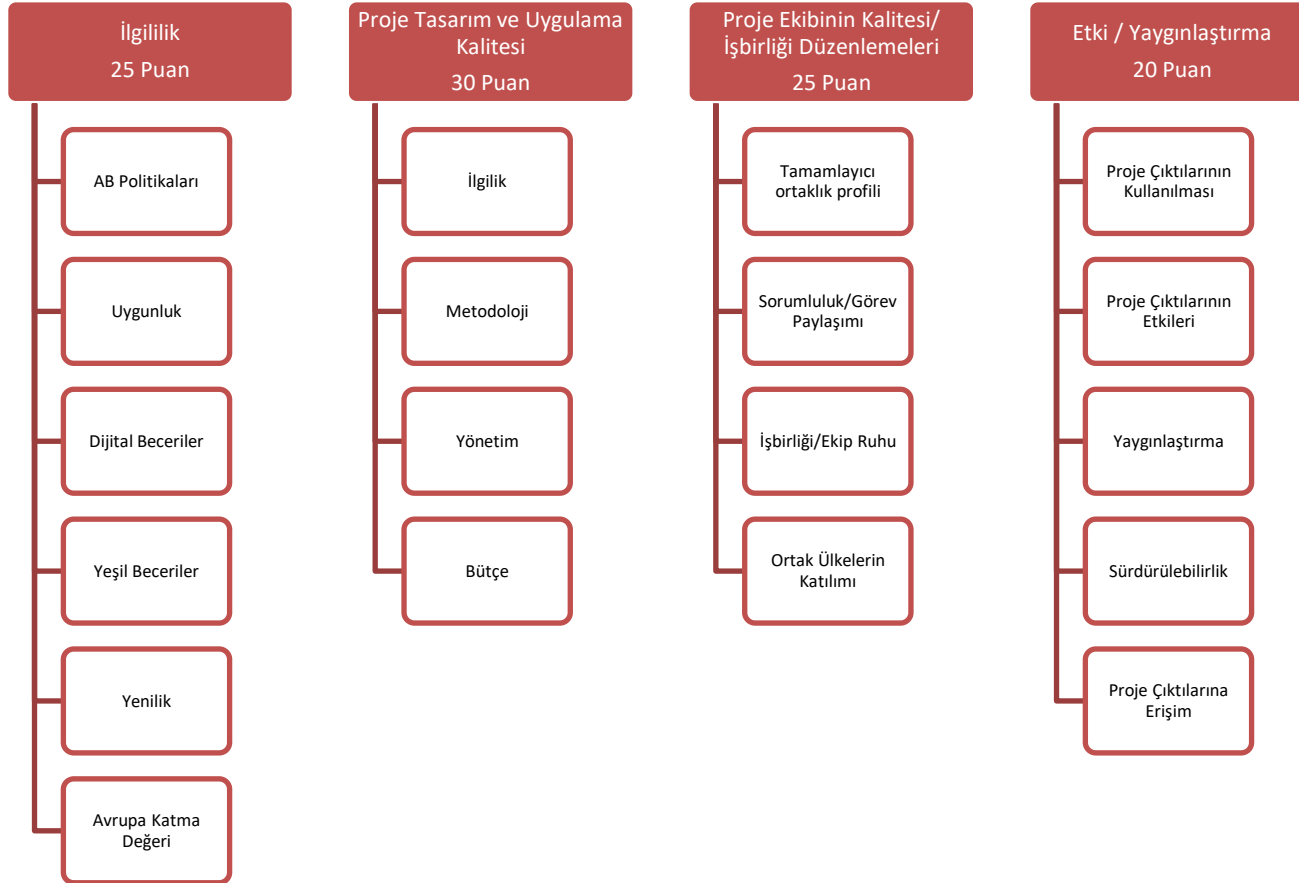 İlgililik
25 Puan
AB Politikaları
Uygunluk
Dijital Beceriler
Yeşil Beceriler
Yenilik
Avrupa Katma
Değeri
Proje Tasarım ve Uygulama
Kalitesi
30 Puan
İlgilik
Metodoloji
Yönetim
Bütçe
Proje Ekibinin Kalitesi/
İşbirliği Düzenlemeleri
25 Puan
Tamamlayıcı
ortaklık profili
Sorumluluk/Görev
Paylaşımı
İşbirliği/Ekip Ruhu
Ortak Ülkelerin
Katılımı
Etki / Yaygınlaştırma
20 Puan
Proje Çıktılarının
Kullanılması
Proje Çıktılarının
Etkileri
Yaygınlaştırma
Sürdürülebilirlik
Proje Çıktılarına
Erişim